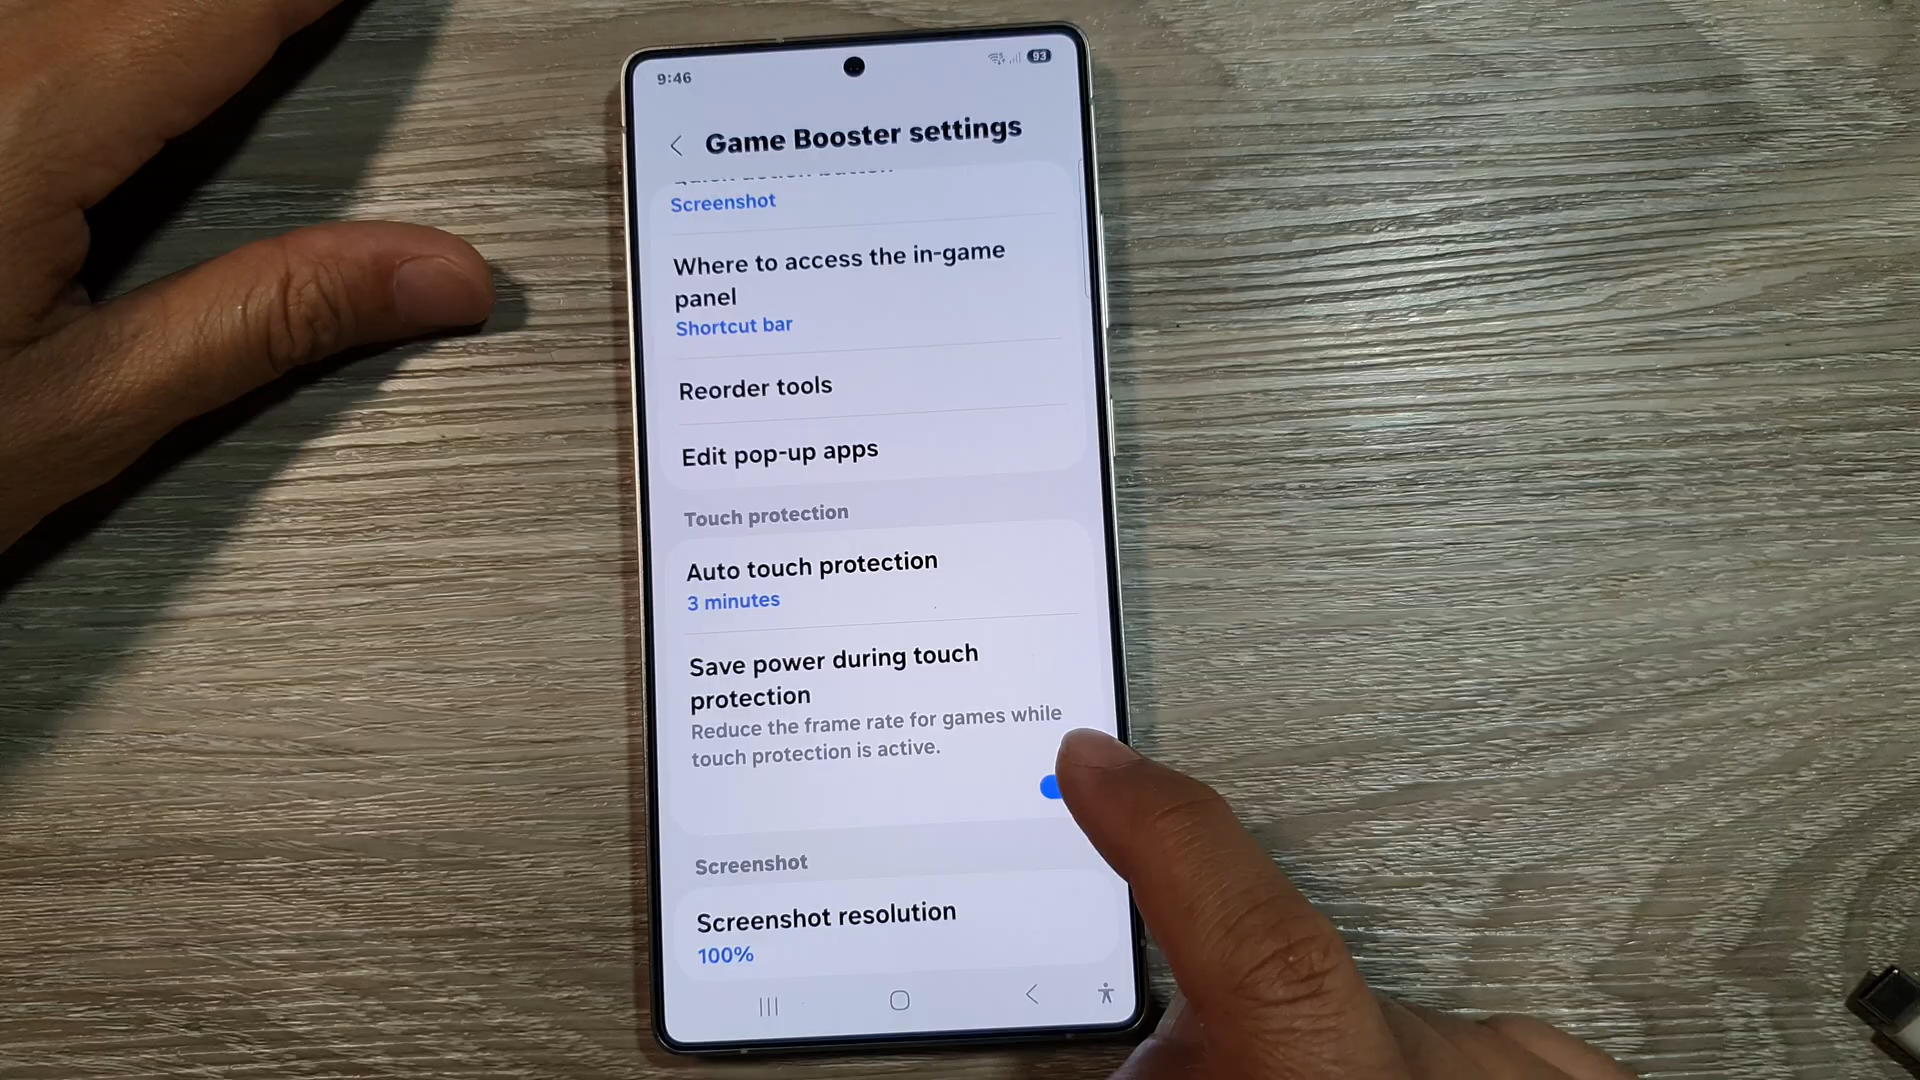 9:46
93
Game Booster settings
Screenshot
Where to access the in-game
panel
Shortcut bar
Reorder tools
Edit pop-up apps
Touch protection
Auto touch protection
3 minutes
Save power during touch
protection
Reduce the frame rate for games while
touch protection is active.
Screenshot
Screenshot resolution
100%